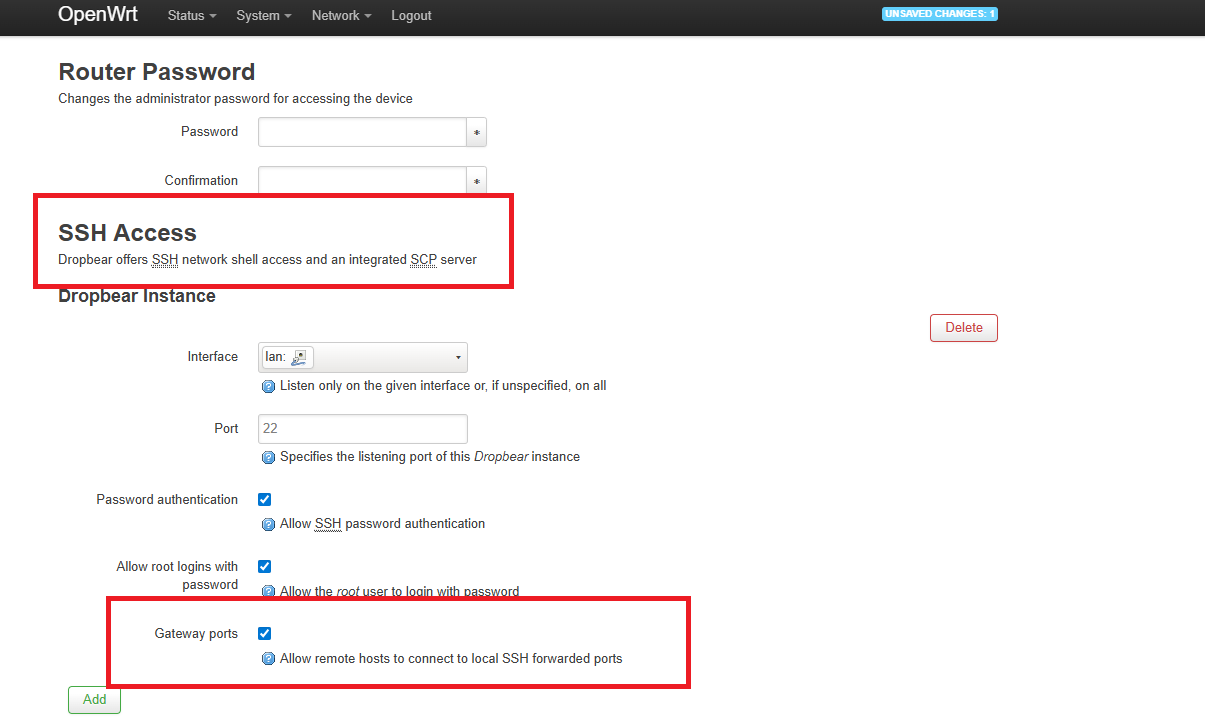 OpenWrt Status System Network Logout UNSAVED CHANGES: 1
Router Password
Changes the administrator password for accessing the device
Password *
Confirmation *
SSH Access
Dropbear offers SSH network shell access and an integrated SCP server
Dropbear Instance
Delete
Interface lan:
Listen only on the given interface or, if unspecified, on all
Port 22
Specifies the listening port of this Dropbear instance
Password authentication
Allow SSH password authentication
Allow root logins with
password
Allow the root user to login with password
Gateway ports
Allow remote hosts to connect to local SSH forwarded ports
Add